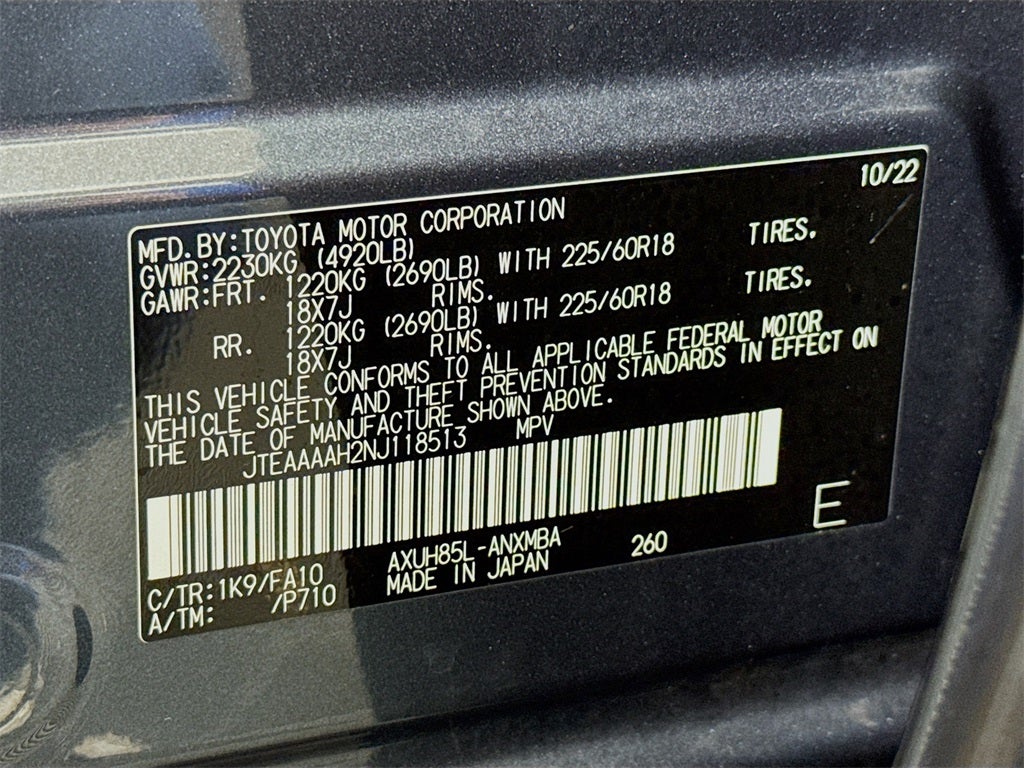 10/22
MFD.BY:TOYOTA MOTOR CORPORATION
GVWR:2230KG (4920LB)
GAWR:FRT. 1220KG (2690LB) WITH 225/60R18 TIRES.
18X7J RIMS.
RR. 1220KG (2690LB) WITH 225/60R18 TIRES.
18X7J RIMS.
THIS VEHICLE CONFORMS TO ALL APPLICABLE FEDERAL MOTOR
VEHICLE SAFETY AND THEFT PREVENTION STANDARDS IN EFFECT ON
THE DATE OF MANUFACTURE SHOWN ABOVE.
JTEAAAAH2NJ118513 MPV
E
C/TR:1K9/FA10 AXUH85L-ANXMBA 260
A/TM: /P710 MADE IN JAPAN